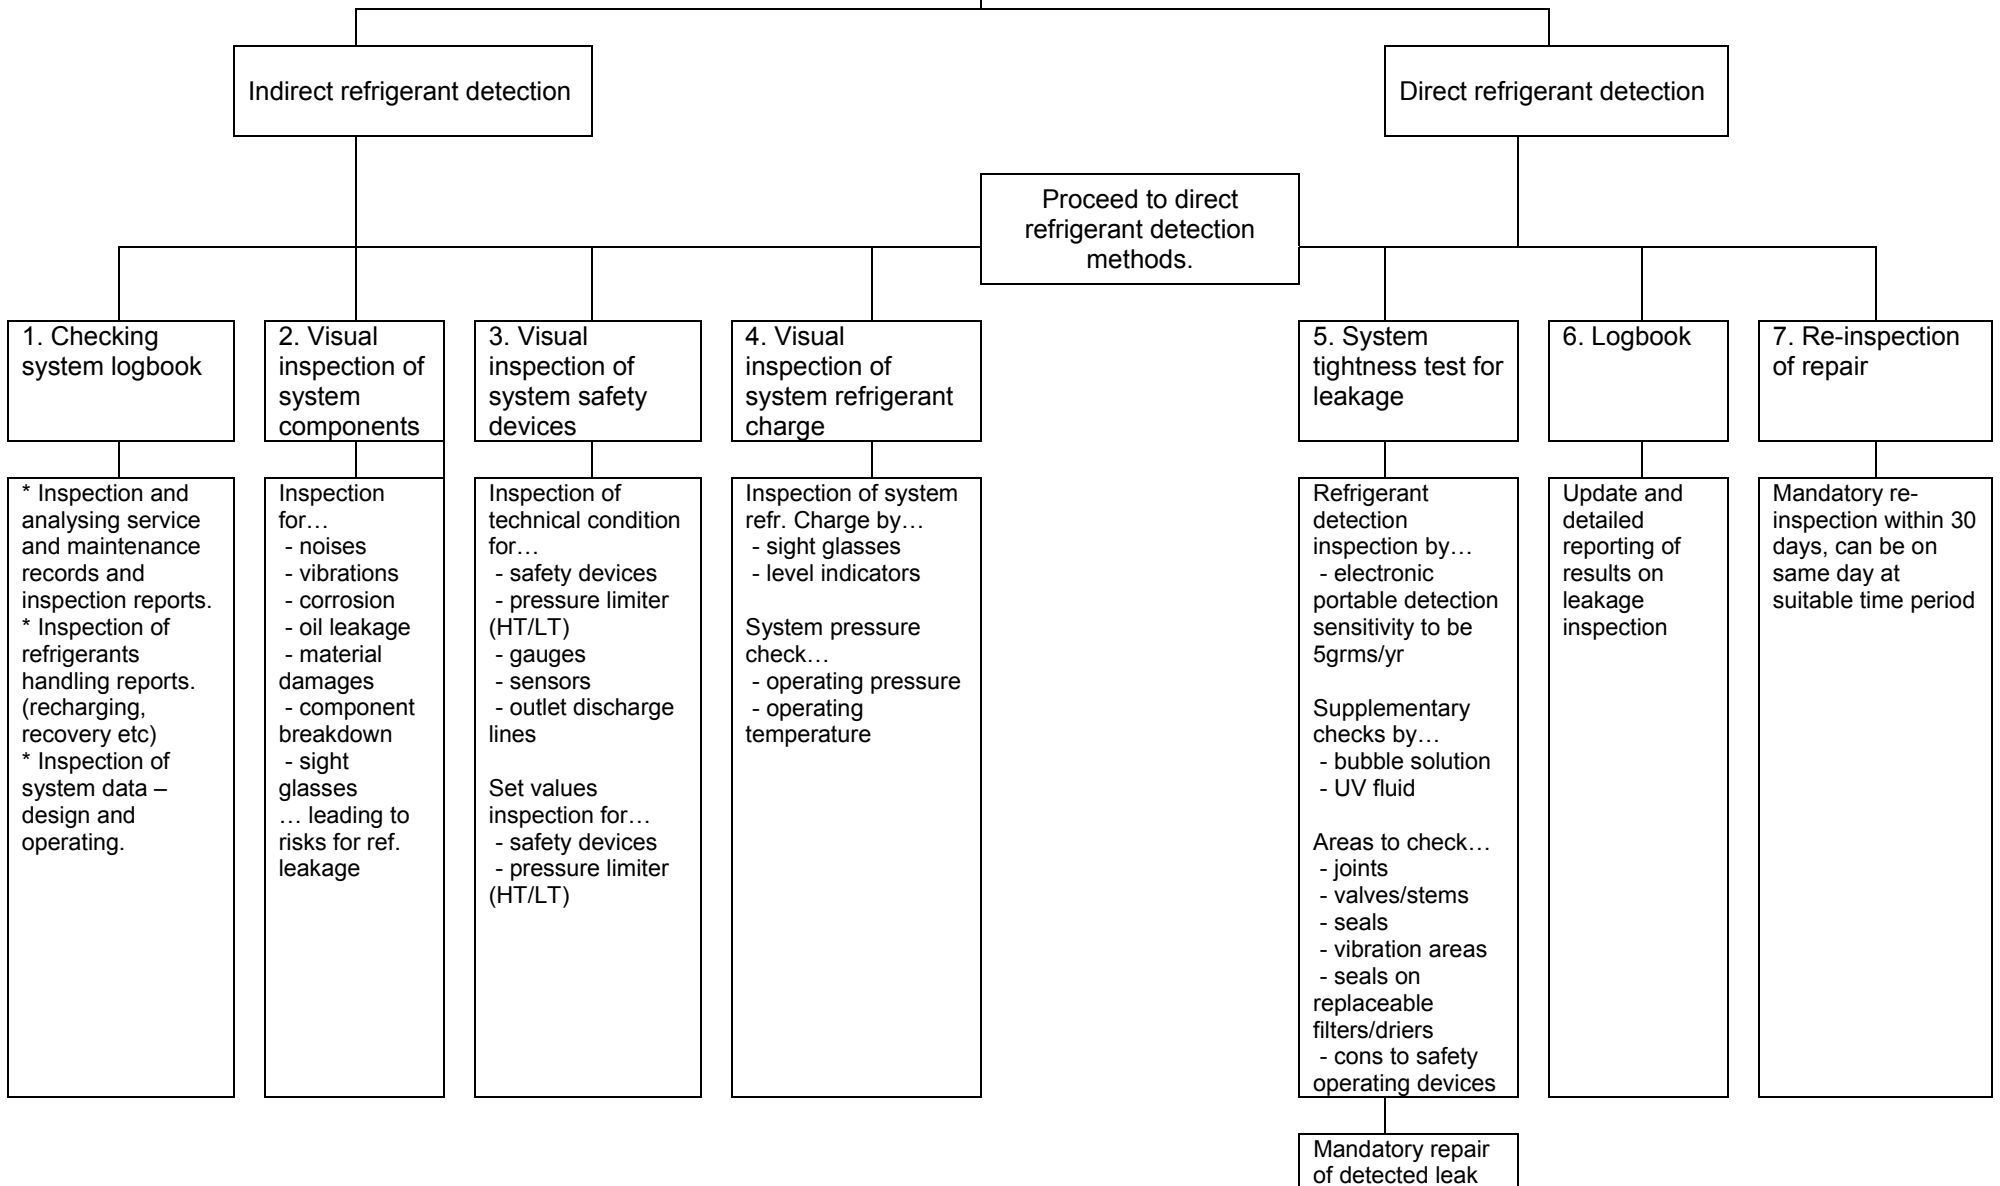 Indirect refrigerant detection
Direct refrigerant detection
Proceed to direct
refrigerant detection
methods.
1. Checking
system logbook
2. Visual
inspection of
system
components
3. Visual
inspection of
system safety
devices
4. Visual
inspection of
system refrigerant
charge
5. System
tightness test for
leakage
6. Logbook
7. Re-inspection
of repair
* Inspection and
analysing service
and maintenance
records and
inspection reports.
* Inspection of
refrigerants
handling reports.
(recharging,
recovery etc)
* Inspection of
system data –
design and
operating.
Inspection
for…
- noises
- vibrations
- corrosion
- oil leakage
- material
damages
- component
breakdown
- sight
glasses
… leading to
risks for ref.
leakage
Inspection of
technical condition
for…
- safety devices
- pressure limiter
(HT/LT)
- gauges
- sensors
- outlet discharge
lines
Set values
inspection for…
- safety devices
- pressure limiter
(HT/LT)
Inspection of system
refr. Charge by…
- sight glasses
- level indicators
System pressure
check…
- operating pressure
- operating
temperature
Refrigerant
detection
inspection by…
- electronic
portable detection
sensitivity to be
5grms/yr
Supplementary
checks by…
- bubble solution
- UV fluid
Areas to check…
- joints
- valves/stems
- seals
- vibration areas
- seals on
replaceable
filters/driers
- cons to safety
operating devices
Update and
detailed
reporting of
results on
leakage
inspection
Mandatory re-
inspection within 30
days, can be on
same day at
suitable time period
Mandatory repair
of detected leak